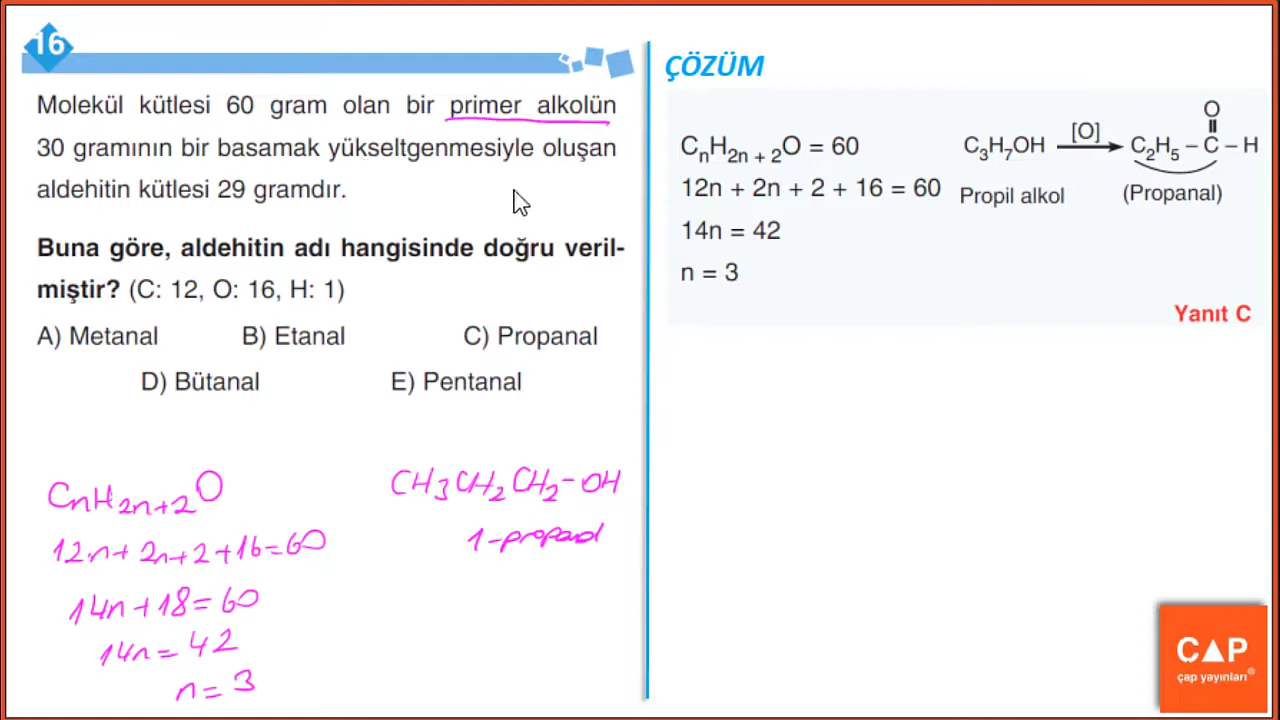 16
Molekül kütlesi 60 gram olan bir primer alkolün
30 gramının bir basamak yükseltgenmesiyle oluşan
aldehitin kütlesi 29 gramdır.
Buna göre, aldehitin adı hangisinde doğru veril-
miştir? (C: 12, O: 16, H: 1)
A) Metanal B) Etanal C) Propanal
D) Bütanal E) Pentanal
CnH2n+2O
12n+2n+2+16=60
14n+18=60
14n=42
n=3
CH3CH2CH2-OH
1-propanol
ÇÖZÜM
CnH2n + 2O = 60
12n + 2n + 2 + 16 = 60
14n = 42
n = 3
O
C3H7OH [O] C2H5 – C – H
Propil alkol (Propanal)
Yanıt C
CAP
çap yayınları